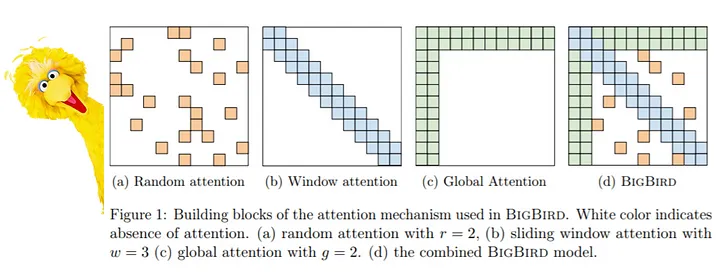 (a) Random attention
(b) Window attention
(c) Global Attention
(d) BIGBIRD
Figure 1: Building blocks of the attention mechanism used in BIGBIRD. White color indicates
absence of attention. (a) random attention with r = 2, (b) sliding window attention with
w = 3 (c) global attention with g = 2. (d) the combined BIGBIRD model.